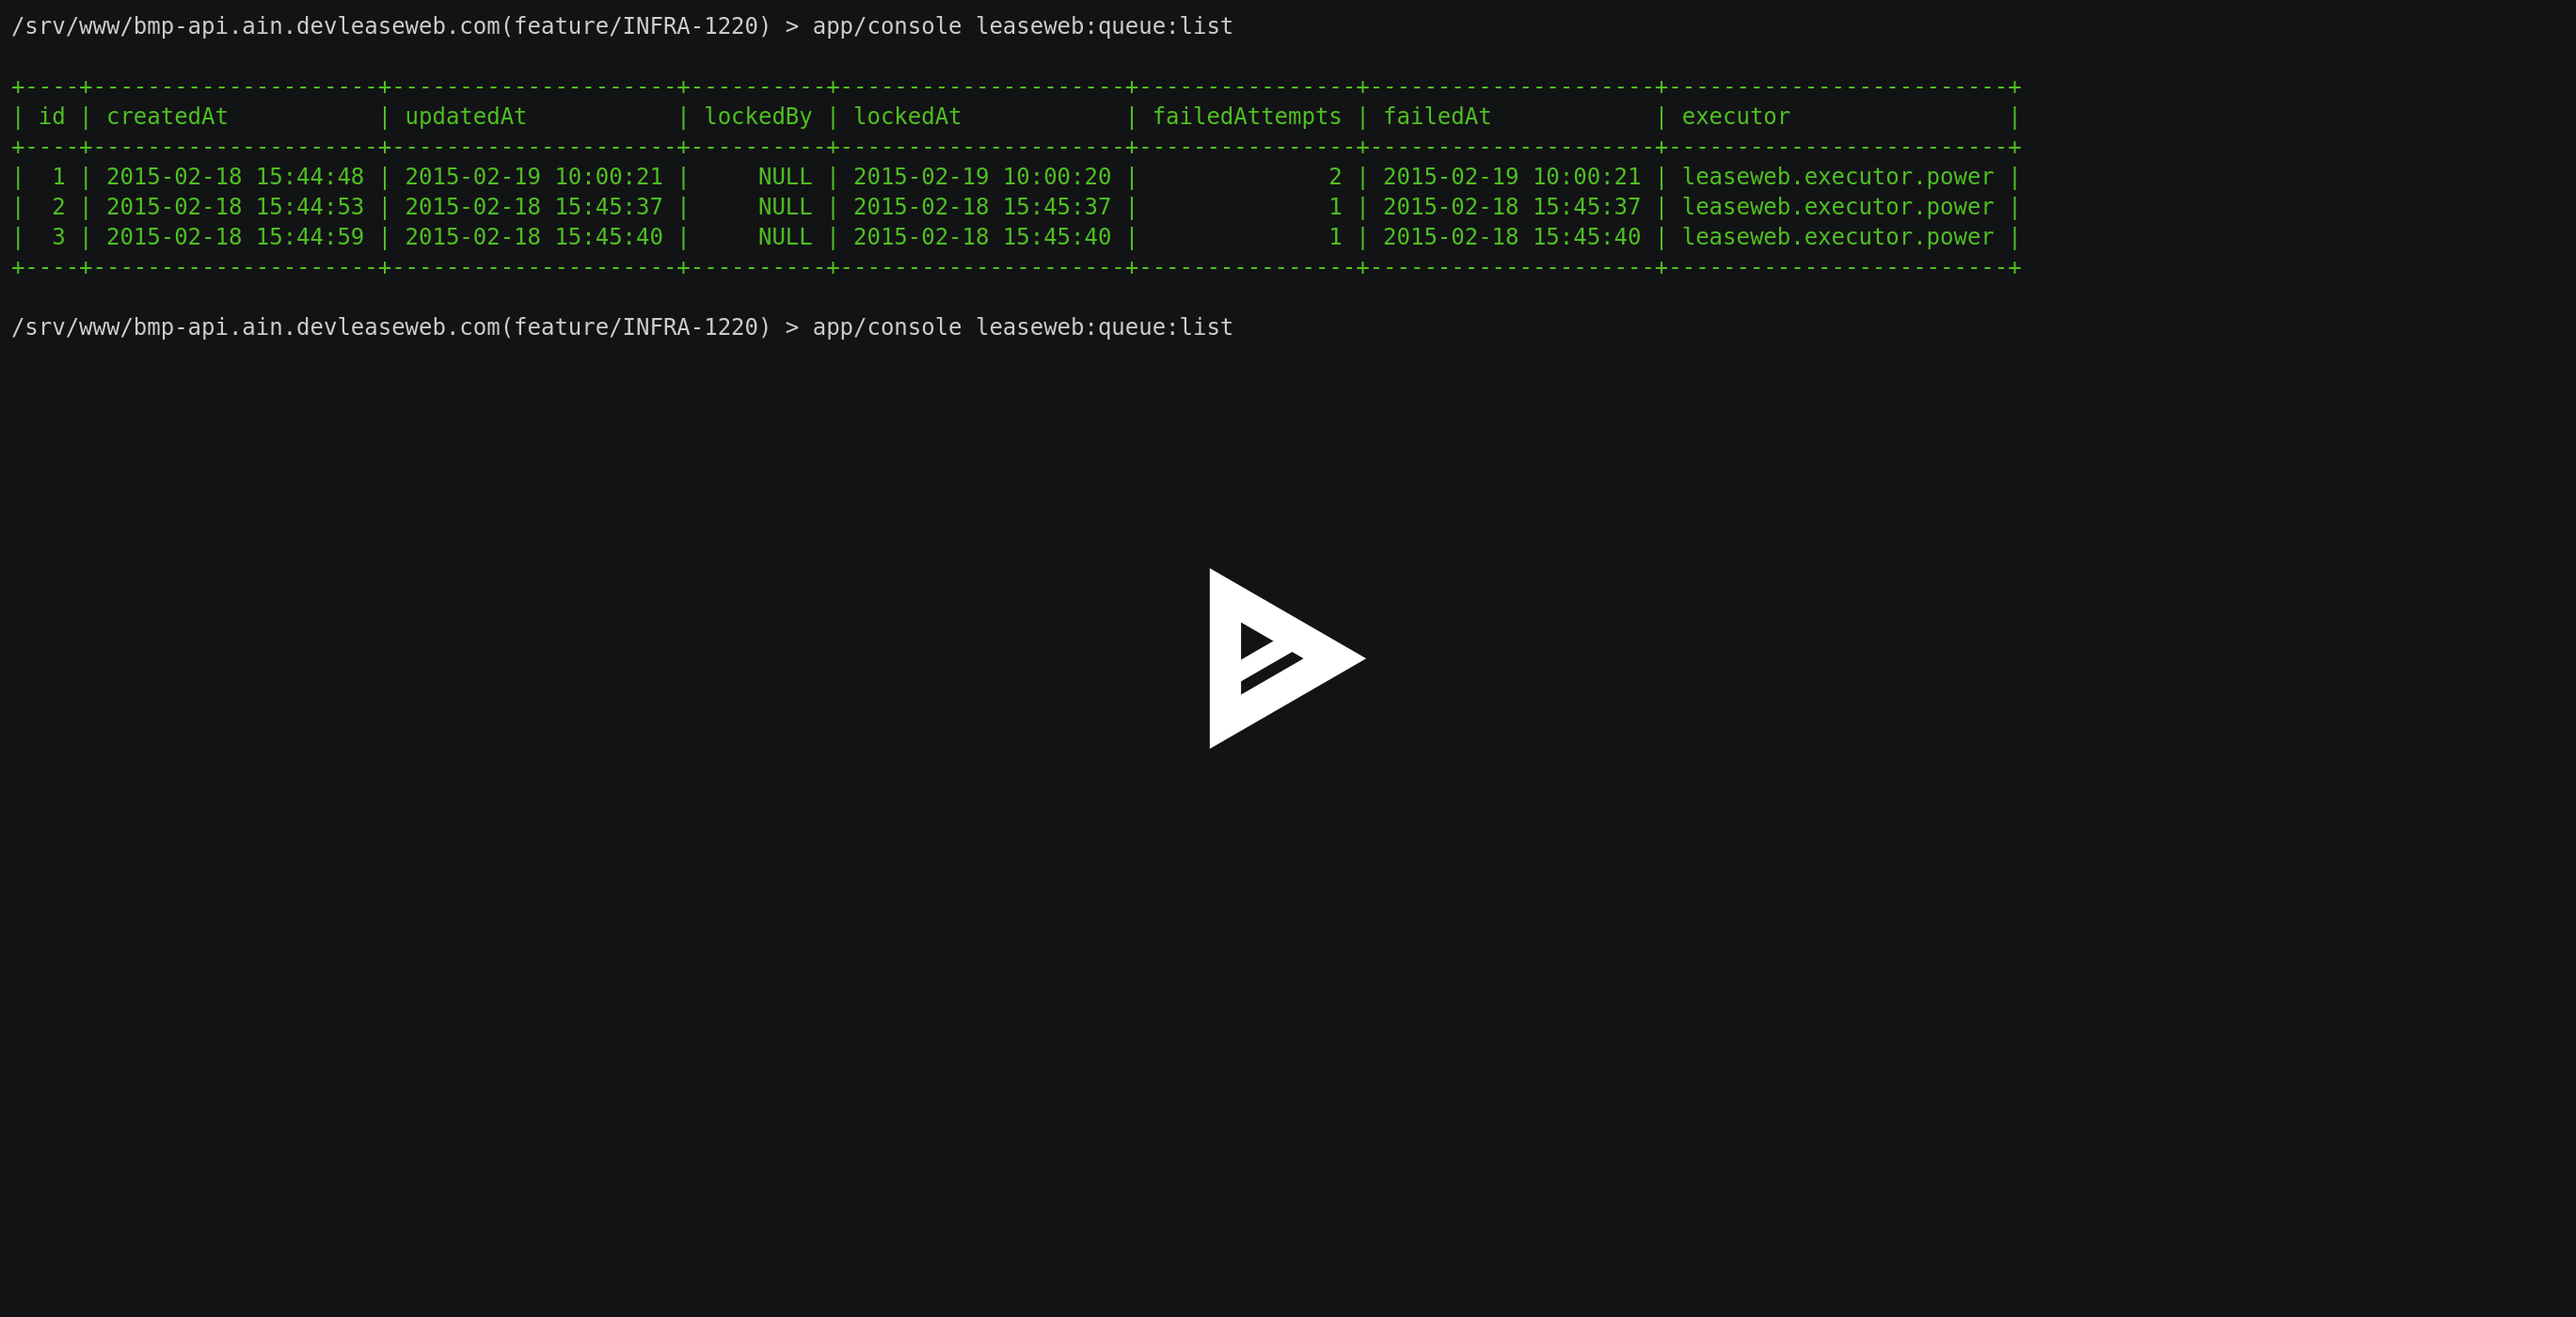 /srv/www/bmp-api.ain.devleaseweb.com(feature/INFRA-1220) > app/console leaseweb:queue:list
+----+---------------------+---------------------+----------+---------------------+----------------+---------------------+-------------------------+
| id | createdAt           | updatedAt           | lockedBy | lockedAt            | failedAttempts | failedAt            | executor                |
+----+---------------------+---------------------+----------+---------------------+----------------+---------------------+-------------------------+
|  1 | 2015-02-18 15:44:48 | 2015-02-19 10:00:21 |     NULL | 2015-02-19 10:00:20 |              2 | 2015-02-19 10:00:21 | leaseweb.executor.power |
|  2 | 2015-02-18 15:44:53 | 2015-02-18 15:45:37 |     NULL | 2015-02-18 15:45:37 |              1 | 2015-02-18 15:45:37 | leaseweb.executor.power |
|  3 | 2015-02-18 15:44:59 | 2015-02-18 15:45:40 |     NULL | 2015-02-18 15:45:40 |              1 | 2015-02-18 15:45:40 | leaseweb.executor.power |
+----+---------------------+---------------------+----------+---------------------+----------------+---------------------+-------------------------+
/srv/www/bmp-api.ain.devleaseweb.com(feature/INFRA-1220) > app/console leaseweb:queue:list